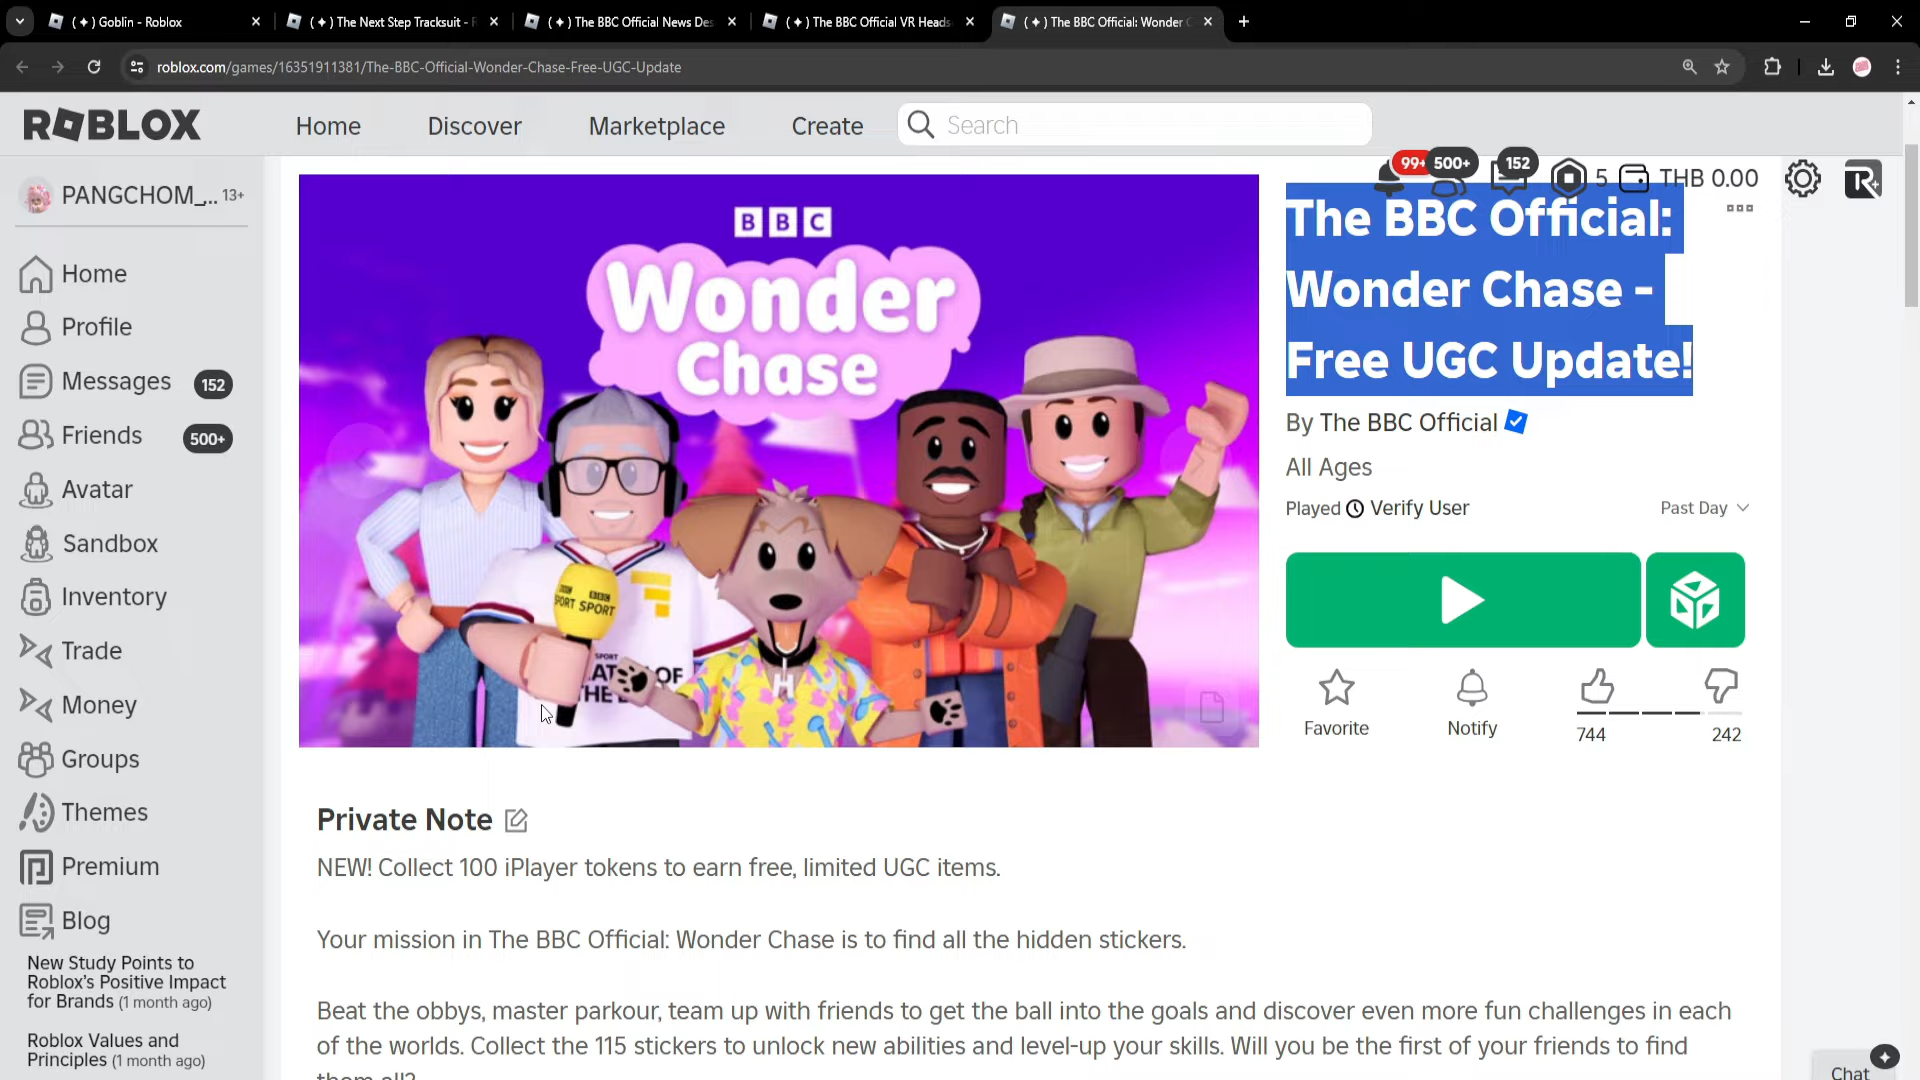 ( ✦ ) Goblin - Roblox
( ✦ ) The Next Step Tracksuit -
( ✦ ) The BBC Official News Des
( ✦ ) The BBC Official VR Heads
( ✦ ) The BBC Official: Wonder
roblox.com/games/16351911381/The-BBC-Official-Wonder-Chase-Free-UGC-Update
ROBLOX
Home
Discover
Marketplace
Create
Search
99+
500+
152
5
THB 0.00
PANGCHOM_... 13+
Home
Profile
Messages 152
Friends 500+
Avatar
Sandbox
Inventory
Trade
Money
Groups
Themes
Premium
Blog
New Study Points to
Roblox's Positive Impact
for Brands (1 month ago)
Roblox Values and
Principles (1 month ago)
BBC
Wonder
Chase
SPORT SPORT
SPORT
OF
THE
The BBC Official:
Wonder Chase -
Free UGC Update!
By The BBC Official
All Ages
Played Verify User
Past Day
Favorite
Notify
744
242
Private Note
NEW! Collect 100 iPlayer tokens to earn free, limited UGC items.
Your mission in The BBC Official: Wonder Chase is to find all the hidden stickers.
Beat the obbys, master parkour, team up with friends to get the ball into the goals and discover even more fun challenges in each
of the worlds. Collect the 115 stickers to unlock new abilities and level-up your skills. Will you be the first of your friends to find
them all?
Chat